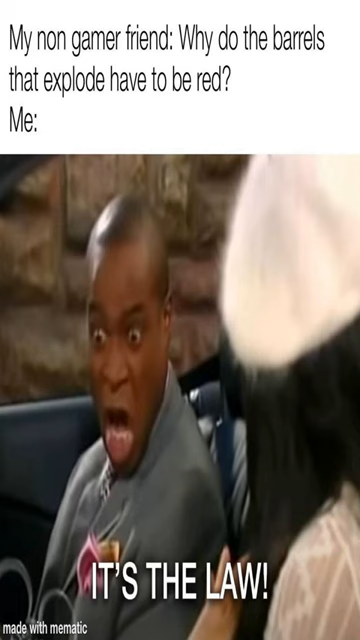 My non gamer friend: Why do the barrels
that explode have to be red?
Me:
IT'S THE LAW!
made with mematic